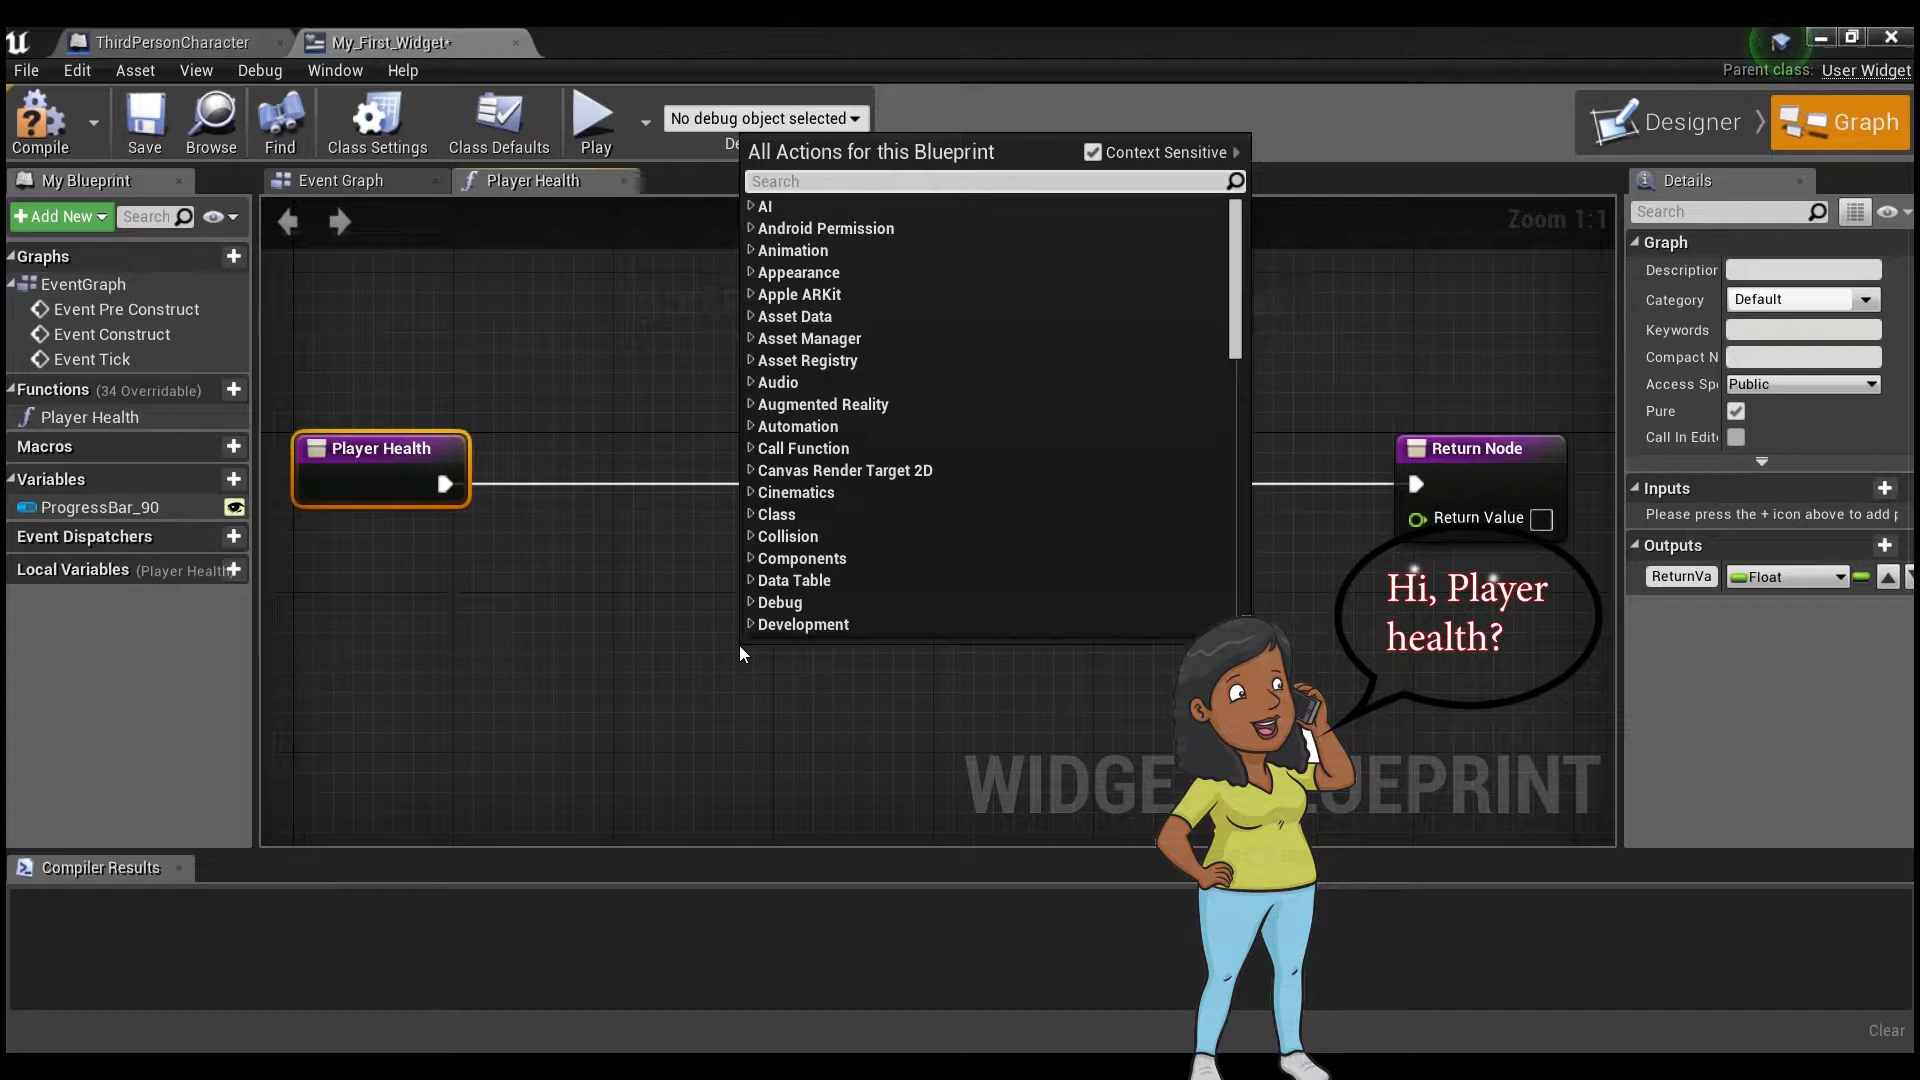 ThirdPersonCharacter
My_First_Widget*
File Edit Asset View Debug Window Help
Parent class: User Widget
Compile
Save
Browse
Find
Class Settings
Class Defaults
Play
No debug object selected
Designer
Graph
My Blueprint
Add New
Search
Graphs
EventGraph
Event Pre Construct
Event Construct
Event Tick
Functions (34 Overridable)
Player Health
Macros
Variables
ProgressBar_90
Event Dispatchers
Local Variables (Player Health
Event Graph
Player Health
Zoom 1:1
Player Health
All Actions for this Blueprint
Context Sensitive
Search
AI
Android Permission
Animation
Appearance
Apple ARKit
Asset Data
Asset Manager
Asset Registry
Audio
Augmented Reality
Automation
Call Function
Canvas Render Target 2D
Cinematics
Class
Collision
Components
Data Table
Debug
Development
Return Node
Return Value
Hi, Player
health?
Details
Search
Graph
Description
Category Default
Keywords
Compact N
Access Sp Public
Pure
Call In Edit
Inputs
Please press the + icon above to add p
Outputs
ReturnVa Float
Compiler Results
Clear